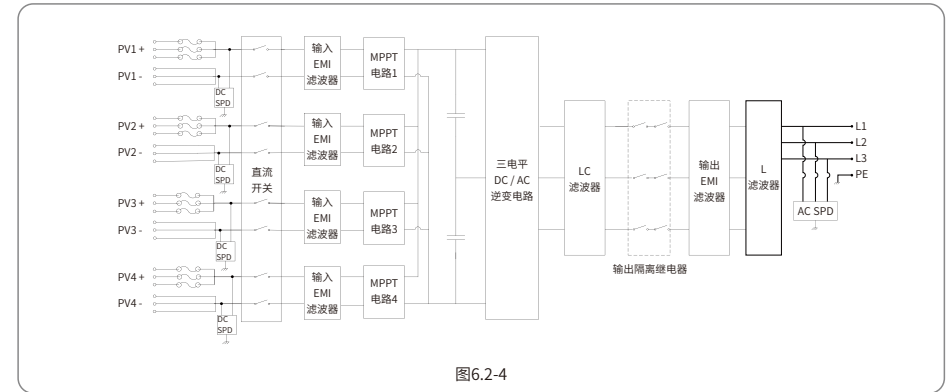 PV1 +
PV1 -
DC
SPD
输入
EMI
滤波器
MPPT
电路1
PV2 +
PV2 -
DC
SPD
输入
EMI
滤波器
MPPT
电路2
直流
开关
PV3 +
PV3 -
DC
SPD
输入
EMI
滤波器
MPPT
电路3
PV4 +
PV4 -
DC
SPD
输入
EMI
滤波器
MPPT
电路4
三电平
DC / AC
逆变电路
LC
滤波器
输出隔离继电器
输出
EMI
滤波器
L
滤波器
L1
L2
L3
PE
AC SPD
图6.2-4